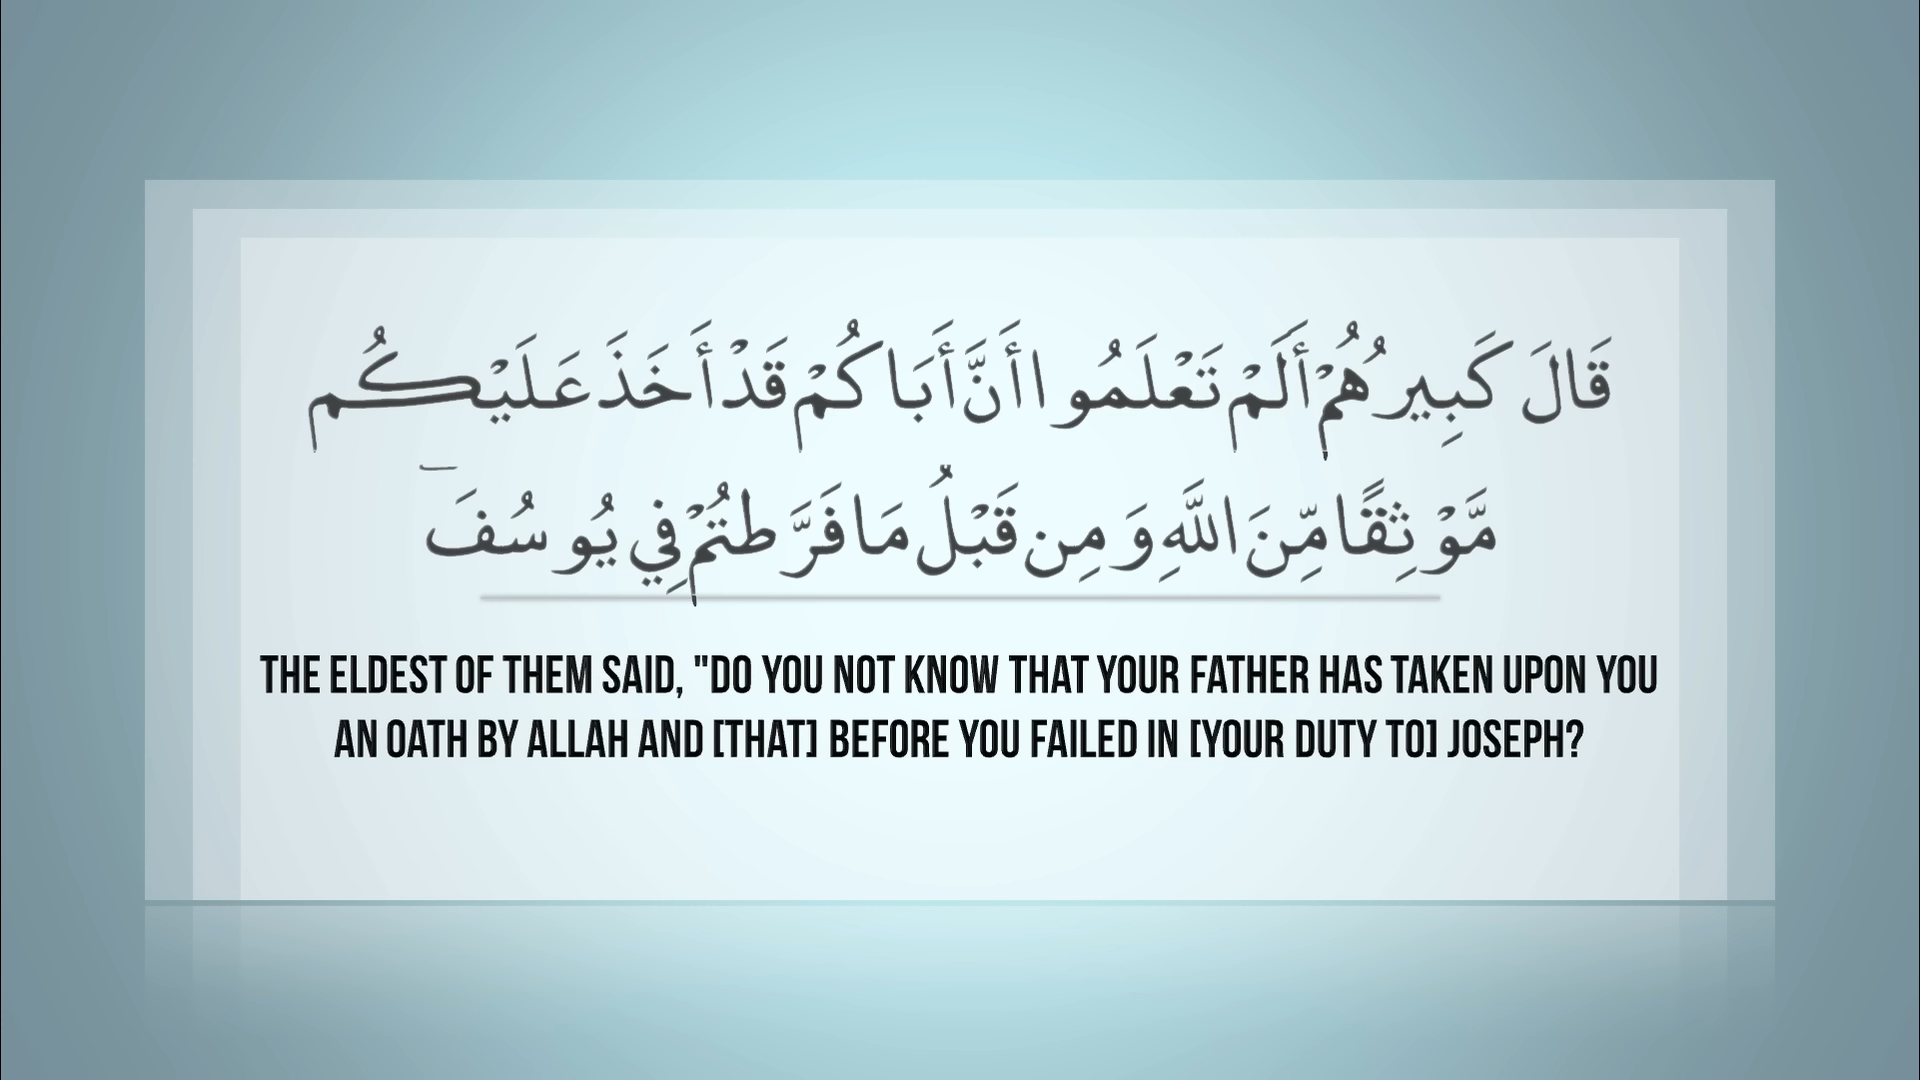 قَالَ كَبِيرُهُمْ أَلَمْ تَعْلَمُوا أَنَّ أَبَاكُمْ قَدْ أَخَذَ عَلَيْكُم
مَّوْثِقًا مِّنَ اللَّهِ وَمِن قَبْلُ مَا فَرَّطتُمْ فِي يُوسُفَ
THE ELDEST OF THEM SAID, "DO YOU NOT KNOW THAT YOUR FATHER HAS TAKEN UPON YOU
AN OATH BY ALLAH AND [THAT] BEFORE YOU FAILED IN [YOUR DUTY TO] JOSEPH?